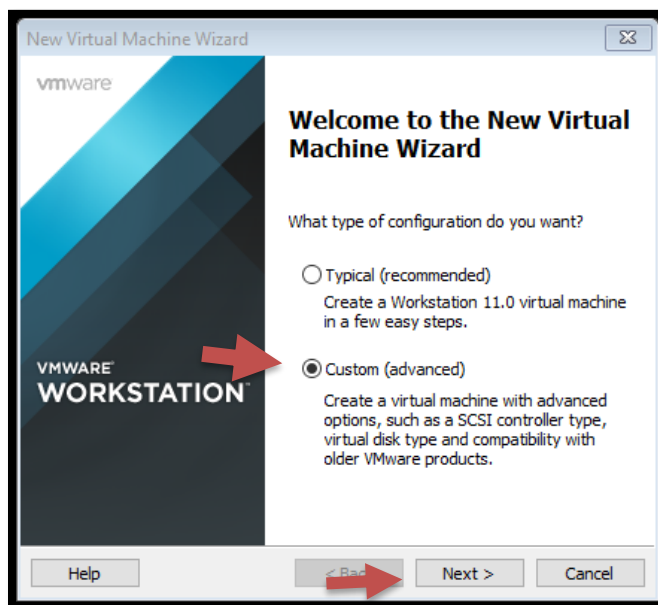 New Virtual Machine Wizard
vmware
Welcome to the New Virtual
Machine Wizard
What type of configuration do you want?
Typical (recommended)
Create a Workstation 11.0 virtual machine
in a few easy steps.
Custom (advanced)
Create a virtual machine with advanced
options, such as a SCSI controller type,
virtual disk type and compatibility with
older VMware products.
VMWARE®
WORKSTATION™
Help
< Bac
Next >
Cancel